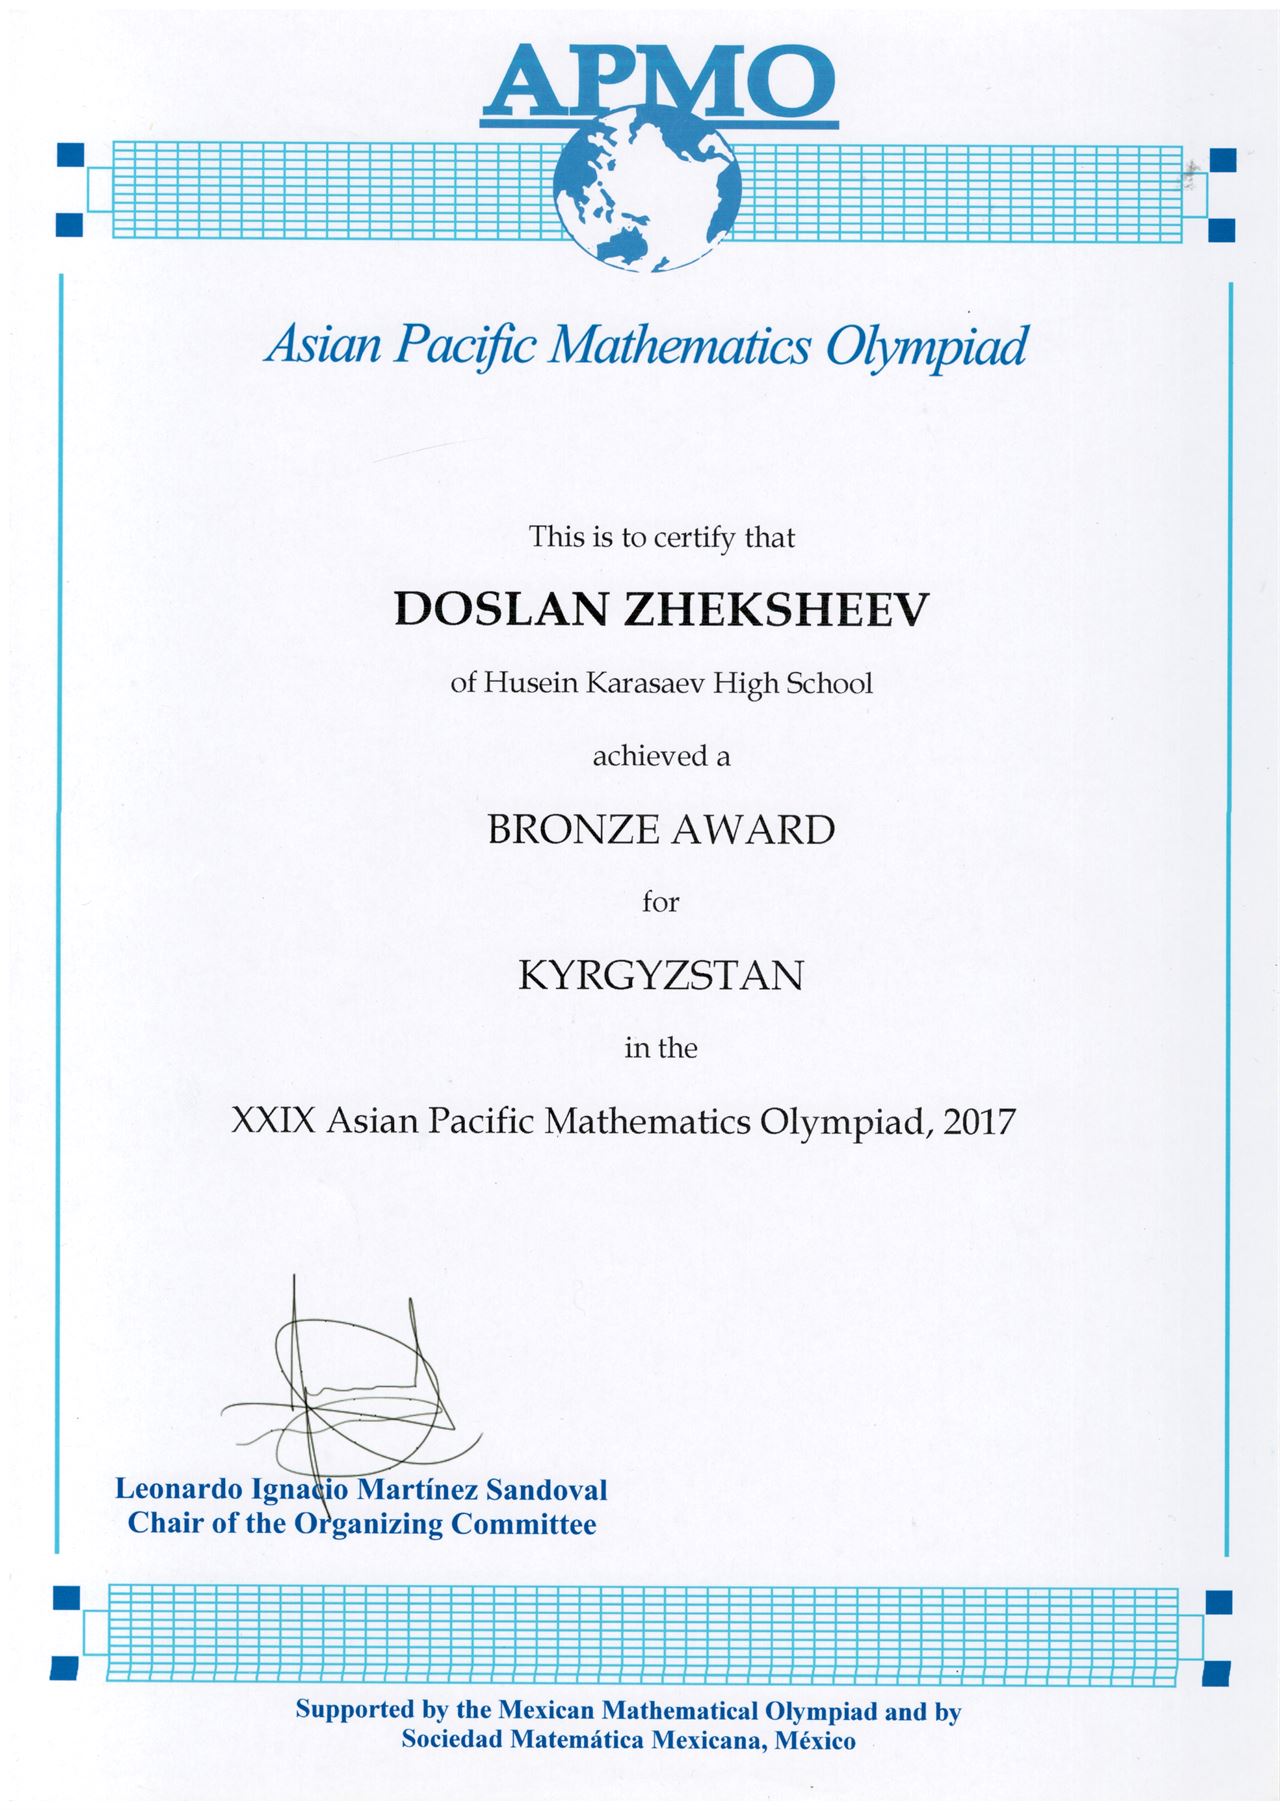 APMO
Asian Pacific Mathematics Olympiad
This is to certify that
DOSLAN ZHEKSHEEV
of Husein Karasaev High School
achieved a
BRONZE AWARD
for
KYRGYZSTAN
in the
XXIX Asian Pacific Mathematics Olympiad, 2017
Leonardo Ignacio Martínez Sandoval
Chair of the Organizing Committee
Supported by the Mexican Mathematical Olympiad and by
Sociedad Matemática Mexicana, México